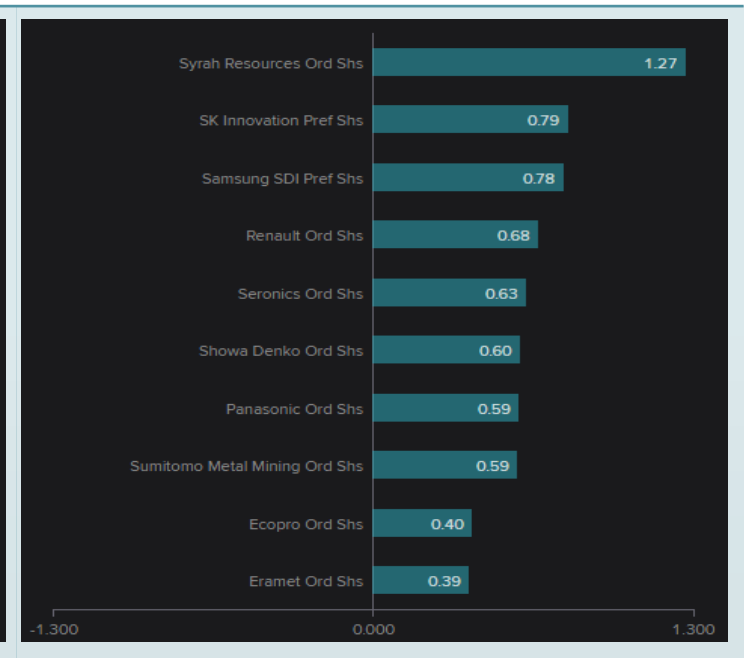 Syrah Resources Ord Shs 1.27
SK Innovation Pref Shs 0.79
Samsung SDI Pref Shs 0.78
Renault Ord Shs 0.68
Seronics Ord Shs 0.63
Showa Denko Ord Shs 0.60
Panasonic Ord Shs 0.59
Sumitomo Metal Mining Ord Shs 0.59
Ecopro Ord Shs 0.40
Eramet Ord Shs 0.39
-1.300 0.000 1.300